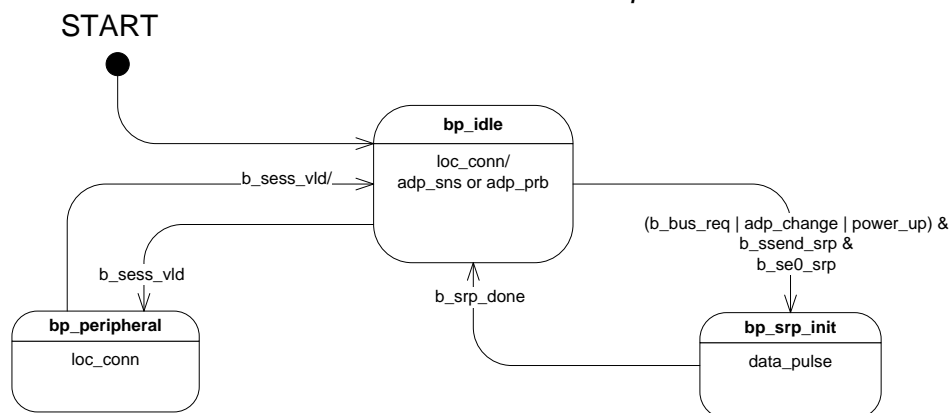 START
bp_idle
loc_conn/
adp_sns or adp_prb
b_sess_vld/
(b_bus_req | adp_change | power_up) &
b_ssend_srp &
b_se0_srp
b_sess_vld
b_srp_done
bp_peripheral
loc_conn
bp_srp_init
data_pulse